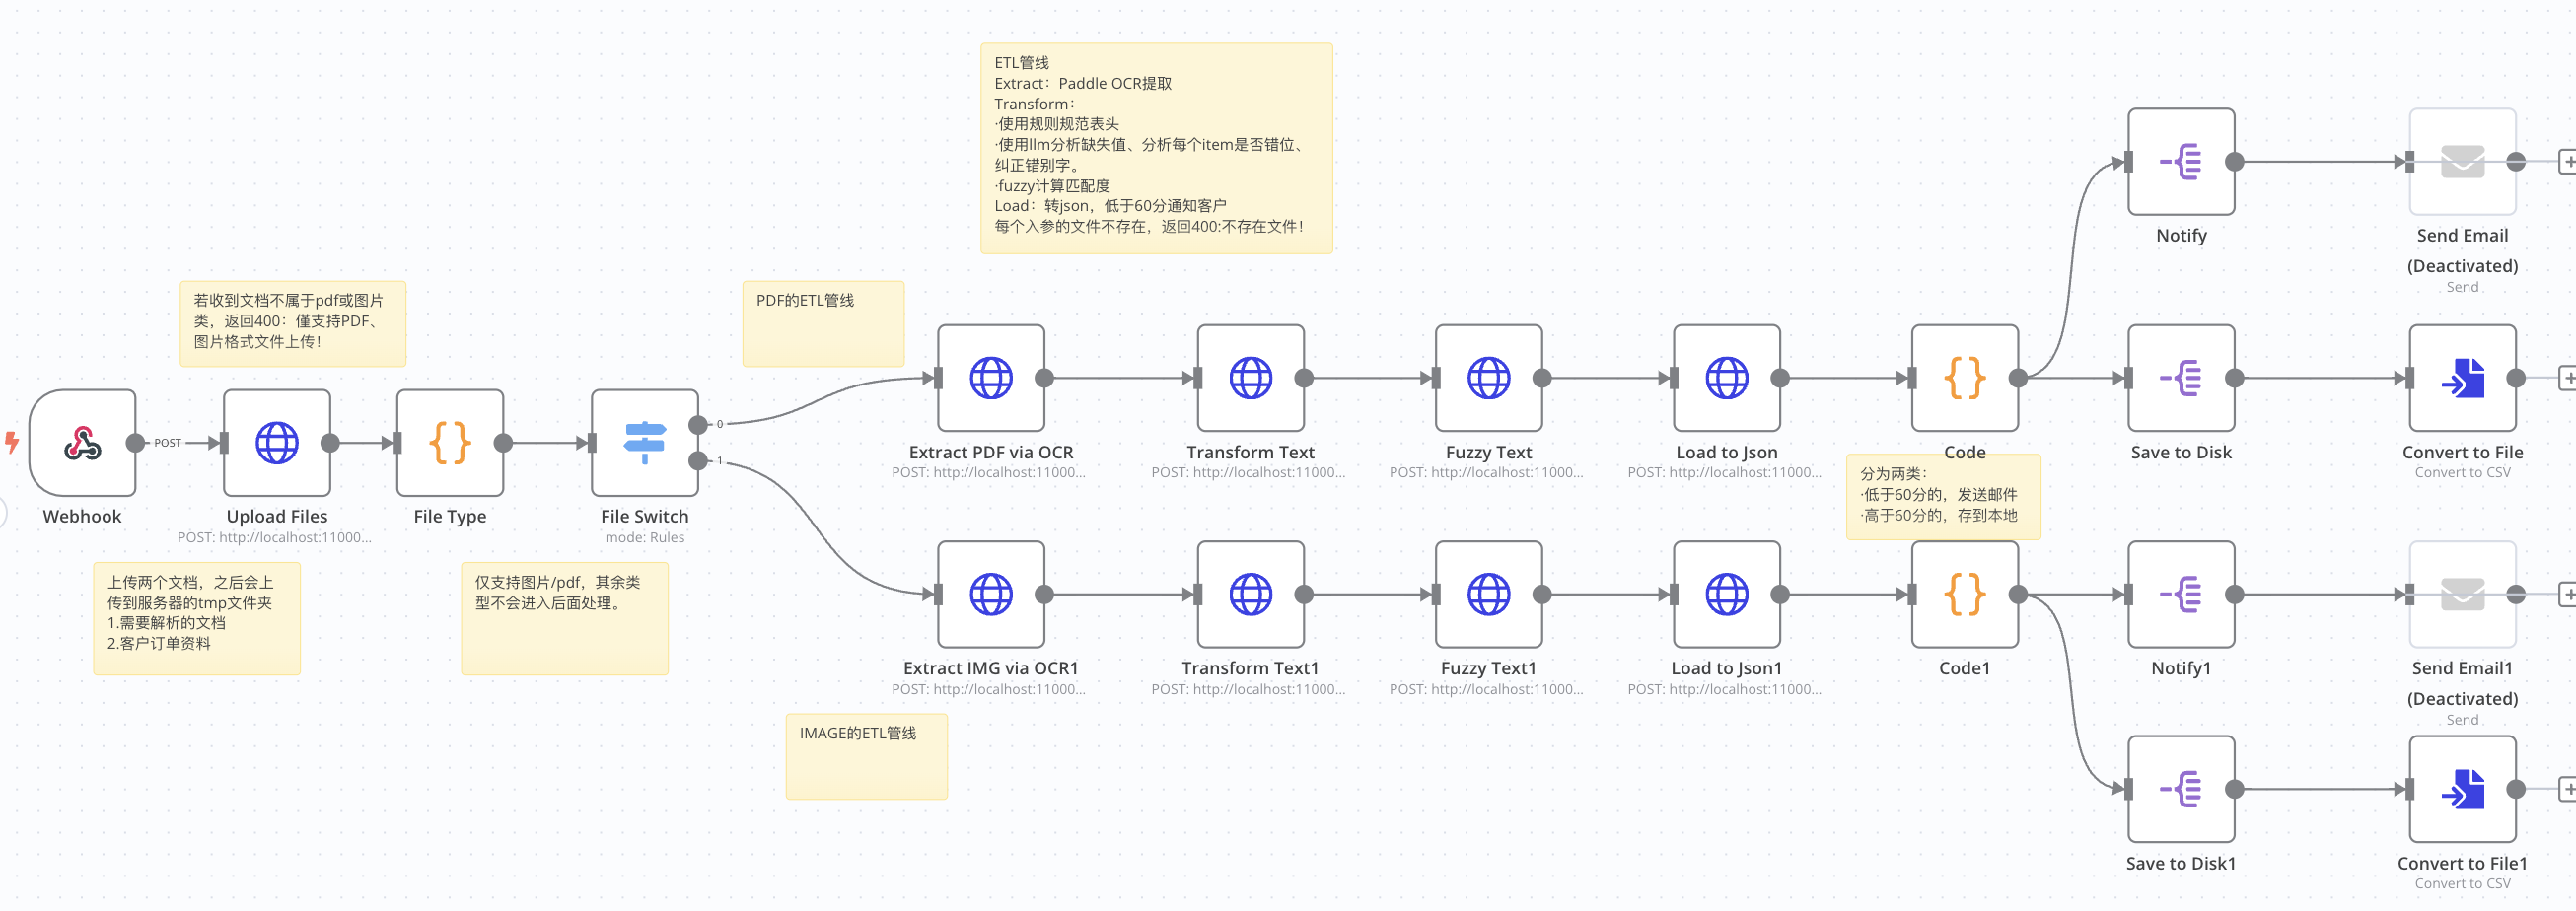 ETL管线
Extract：Paddle OCR提取
Transform：
·使用规则规范表头
·使用llm分析缺失值、分析每个item是否错位、
纠正错别字。
·fuzzy计算匹配度
Load：转json，低于60分通知客户
每个入参的文件不存在，返回400:不存在文件！
Notify
Send Email
(Deactivated)
Send
若收到文档不属于pdf或图片
类，返回400：僅支持PDF、
图片格式文件上传！
PDF的ETL管线
POST
0
1
Webhook
Upload Files
POST: http://localhost:11000...
File Type
File Switch
mode: Rules
Extract PDF via OCR
POST: http://localhost:11000...
Transform Text
POST: http://localhost:11000...
Fuzzy Text
POST: http://localhost:11000...
Load to Json
POST: http://localhost:11000...
Code
Save to Disk
Convert to File
Convert to CSV
分为两类：
·低于60分的，发送邮件
·高于60分的，存到本地
上传两个文档，之后会上
传到服务器的tmp文件夹
1.需要解析的文档
2.客户订单资料
仅支持图片/pdf，其余类
型不会进入后面处理。
Extract IMG via OCR1
POST: http://localhost:11000...
Transform Text1
POST: http://localhost:11000...
Fuzzy Text1
POST: http://localhost:11000...
Load to Json1
POST: http://localhost:11000...
Code1
Notify1
Send Email1
(Deactivated)
Send
IMAGE的ETL管线
Save to Disk1
Convert to File1
Convert to CSV